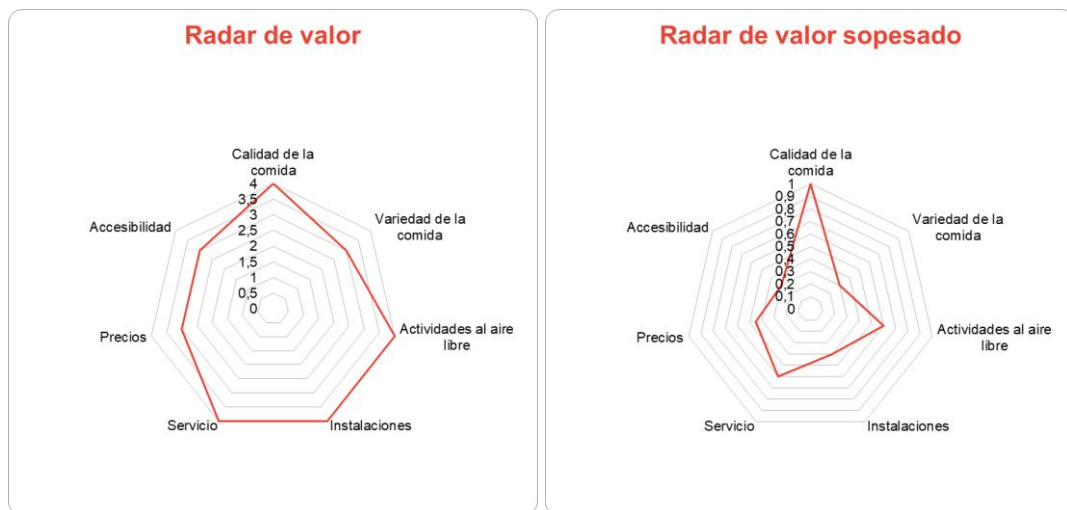 Radar de valor
Calidad de la
comida
4
3,5
3
2,5
2
1,5
1
0,5
0
Variedad de la
comida
Actividades al aire
libre
Instalaciones
Servicio
Precios
Accesibilidad
Radar de valor sopesado
Calidad de la
comida
1
0,9
0,8
0,7
0,6
0,5
0,4
0,3
0,2
0,1
0
Variedad de la
comida
Actividades al aire
libre
Instalaciones
Servicio
Precios
Accesibilidad